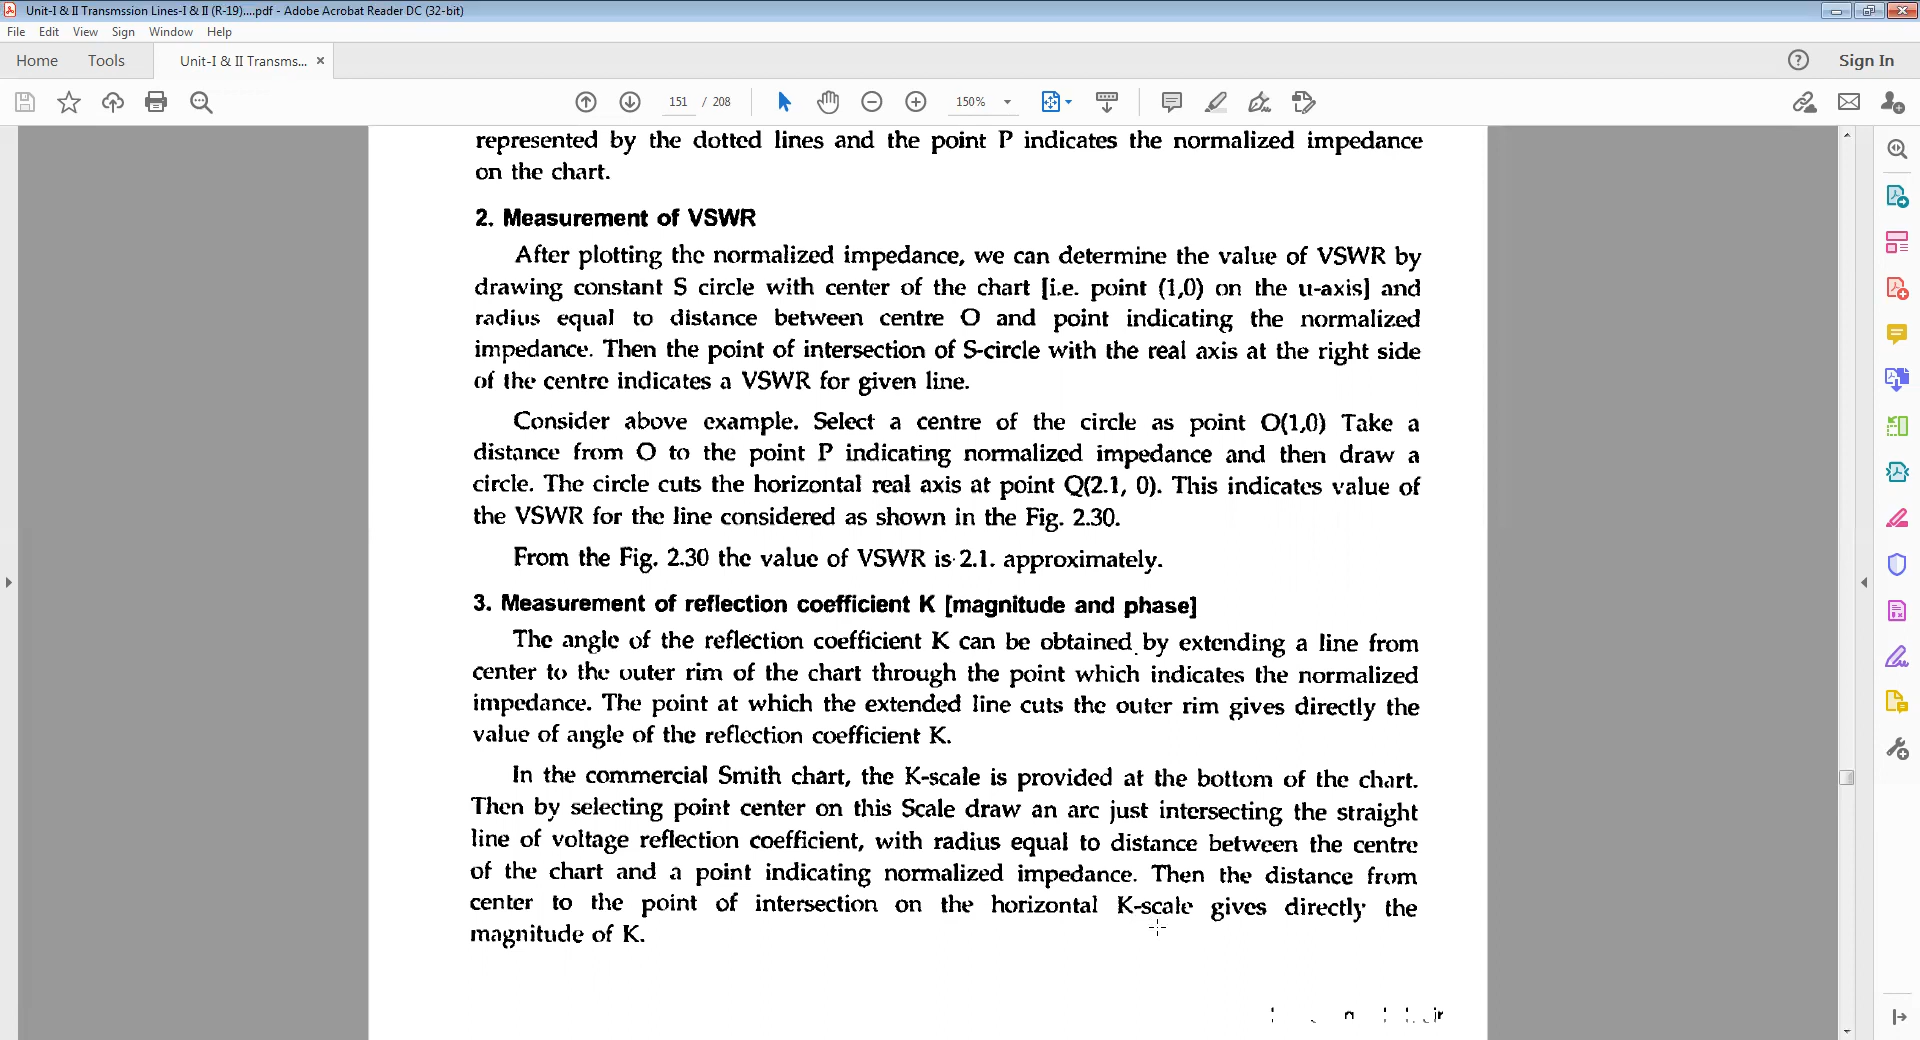 Unit-I & II Transmssion Lines-I & II (R-19)....pdf - Adobe Acrobat Reader DC (32-bit)
File Edit View Sign Window Help
Home Tools Unit-I & II Transms... × Sign In
151 / 208 150%
represented by the dotted lines and the point P indicates the normalized impedance
on the chart.
2. Measurement of VSWR
After plotting the normalized impedance, we can determine the value of VSWR by
drawing constant S circle with center of the chart [i.e. point (1,0) on the u-axis] and
radius equal to distance between centre O and point indicating the normalized
impedance. Then the point of intersection of S-circle with the real axis at the right side
of the centre indicates a VSWR for given line.
Consider above example. Select a centre of the circle as point O(1,0) Take a
distance from O to the point P indicating normalized impedance and then draw a
circle. The circle cuts the horizontal real axis at point Q(2.1, 0). This indicates value of
the VSWR for the line considered as shown in the Fig. 2.30.
From the Fig. 2.30 the value of VSWR is 2.1. approximately.
3. Measurement of reflection coefficient K [magnitude and phase]
The angle of the reflection coefficient K can be obtained by extending a line from
center to the outer rim of the chart through the point which indicates the normalized
impedance. The point at which the extended line cuts the outer rim gives directly the
value of angle of the reflection coefficient K.
In the commercial Smith chart, the K-scale is provided at the bottom of the chart.
Then by selecting point center on this Scale draw an arc just intersecting the straight
line of voltage reflection coefficient, with radius equal to distance between the centre
of the chart and a point indicating normalized impedance. Then the distance from
center to the point of intersection on the horizontal K-scale gives directly the
magnitude of K.